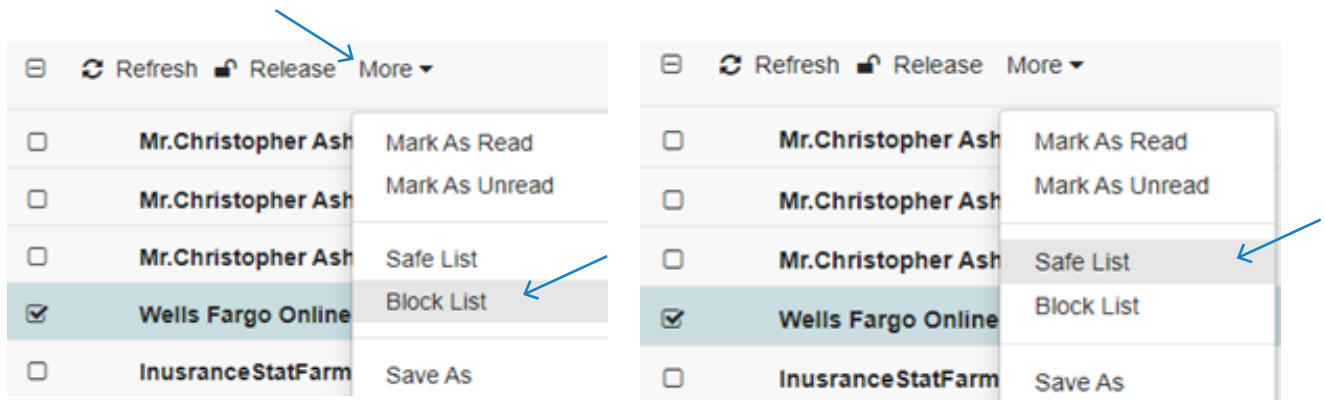 Refresh Release More
Mr.Christopher Ash
Mark As Read
Mr.Christopher Ash
Mark As Unread
Mr.Christopher Ash
Safe List
Block List
Wells Fargo Online
InusranceStatFarm
Save As
Refresh Release More
Mr.Christopher Ash
Mark As Read
Mr.Christopher Ash
Mark As Unread
Mr.Christopher Ash
Safe List
Block List
Wells Fargo Online
InusranceStatFarm
Save As